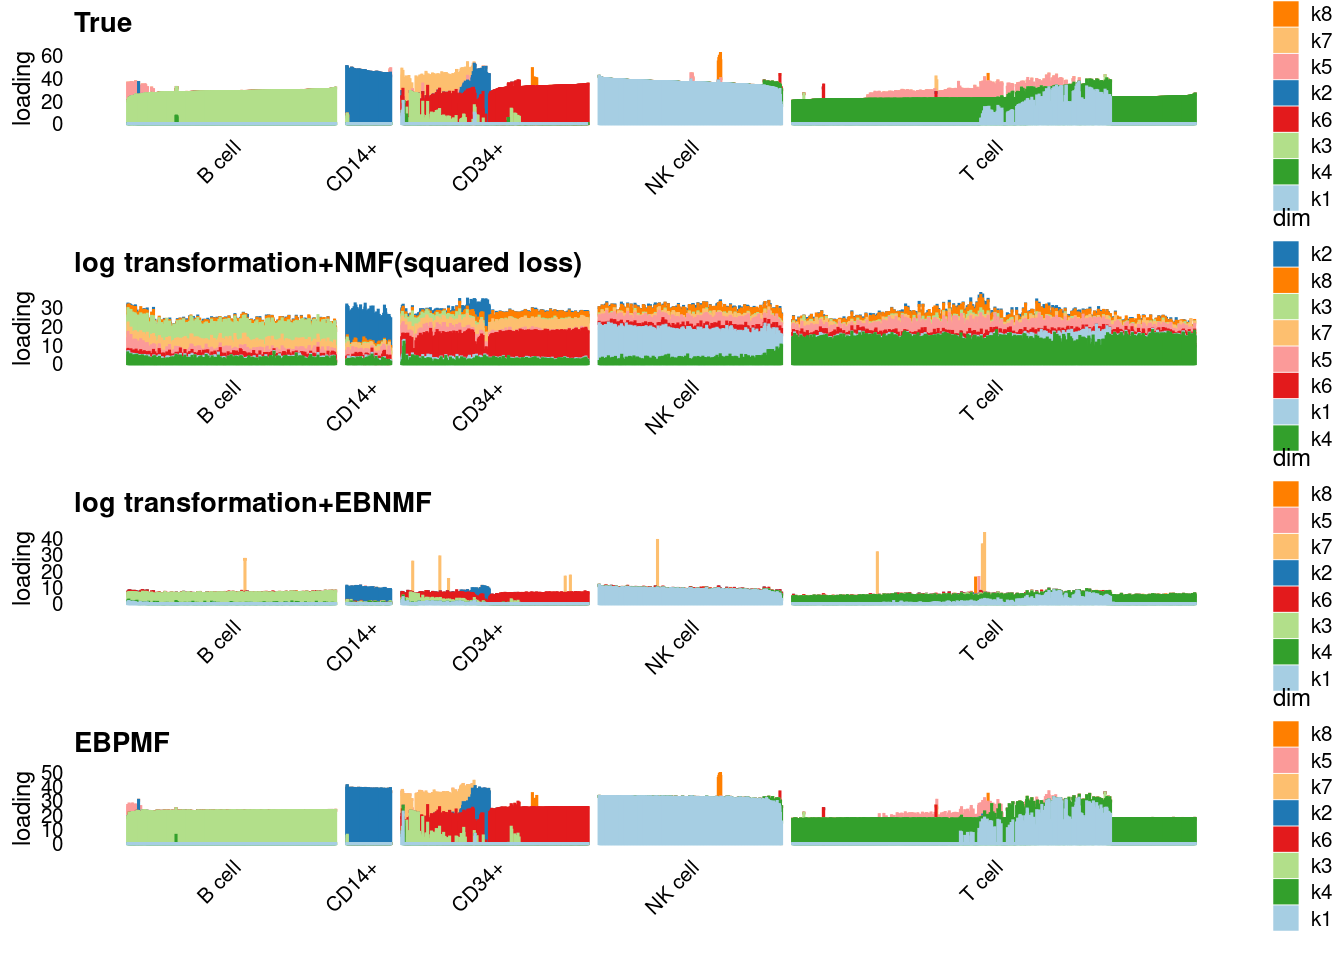 True
loading
60
40
20
0
B cell
CD14+
CD34+
NK cell
T cell
k8
k7
k5
k2
k6
k3
k4
k1
dim
log transformation+NMF(squared loss)
loading
30
20
10
0
B cell
CD14+
CD34+
NK cell
T cell
k2
k8
k3
k7
k5
k6
k1
k4
dim
log transformation+EBNMF
loading
40
30
20
10
0
B cell
CD14+
CD34+
NK cell
T cell
k8
k5
k7
k2
k6
k3
k4
k1
dim
EBPMF
loading
50
40
30
20
10
0
B cell
CD14+
CD34+
NK cell
T cell
k8
k5
k7
k2
k6
k3
k4
k1